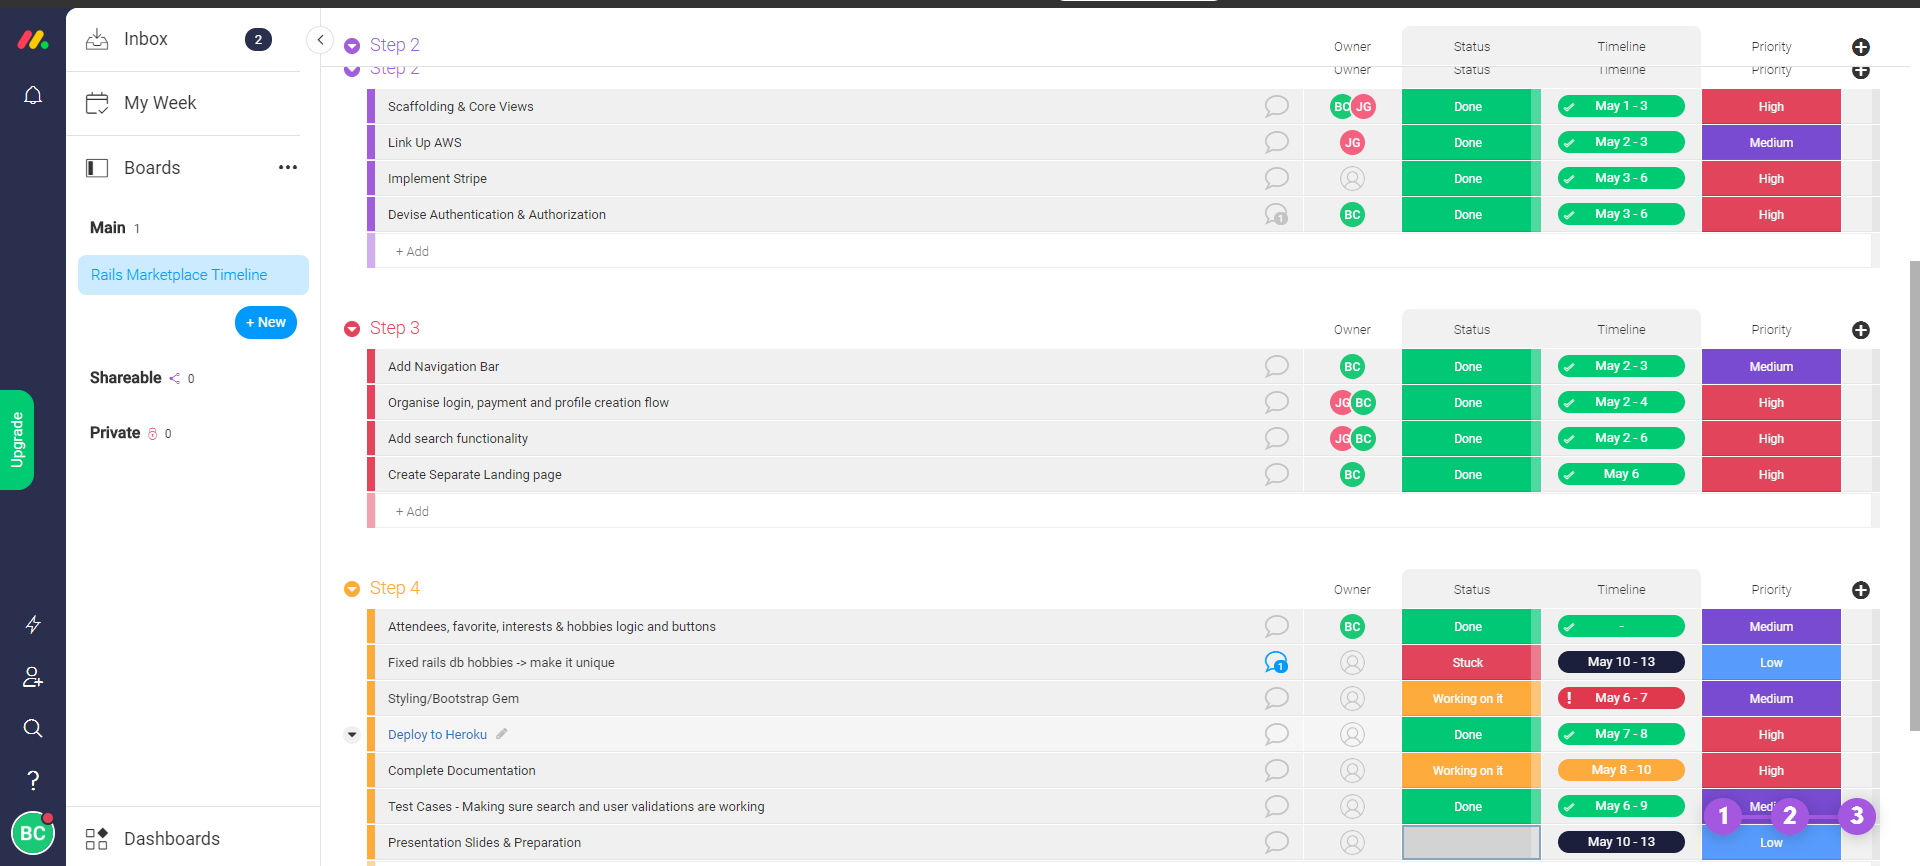 Inbox 2
My Week
Boards
Main 1
Rails Marketplace Timeline
+ New
Shareable 0
Private 0
Upgrade
BC
Dashboards
Step 2 Owner Status Timeline Priority
Step 2 Owner Status Timeline Priority
Scaffolding & Core Views BC JG Done May 1 - 3 High
Link Up AWS JG Done May 2 - 3 Medium
Implement Stripe Done May 3 - 6 High
Devise Authentication & Authorization 1 BC Done May 3 - 6 High
+ Add
Step 3 Owner Status Timeline Priority
Add Navigation Bar BC Done May 2 - 3 Medium
Organise login, payment and profile creation flow JG BC Done May 2 - 4 High
Add search functionality JG BC Done May 2 - 6 High
Create Separate Landing page BC Done May 6 High
+ Add
Step 4 Owner Status Timeline Priority
Attendees, favorite, interests & hobbies logic and buttons BC Done - Medium
Fixed rails db hobbies -> make it unique 1 Stuck May 10 - 13 Low
Styling/Bootstrap Gem Working on it ! May 6 - 7 Medium
Deploy to Heroku Done May 7 - 8 High
Complete Documentation Working on it May 8 - 10 High
Test Cases - Making sure search and user validations are working Done May 6 - 9
1 2 3
Presentation Slides & Preparation May 10 - 13 Low